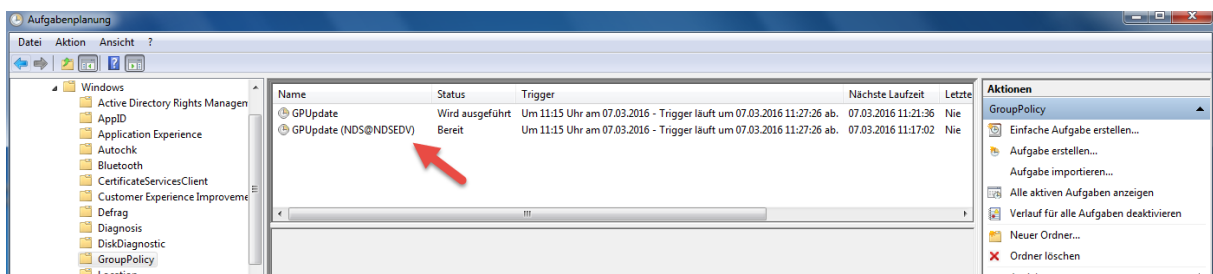 Aufgabenplanung
Datei Aktion Ansicht ?
Windows
Active Directory Rights Managem
AppID
Application Experience
Autochk
Bluetooth
CertificateServicesClient
Customer Experience Improveme
Defrag
Diagnosis
DiskDiagnostic
GroupPolicy
Location
Name Status Trigger Nächste Laufzeit Letzte
GPUpdate Wird ausgeführt Um 11:15 Uhr am 07.03.2016 - Trigger läuft um 07.03.2016 11:27:26 ab. 07.03.2016 11:21:36 Nie
GPUpdate (NDS@NDSEDV) Bereit Um 11:15 Uhr am 07.03.2016 - Trigger läuft um 07.03.2016 11:27:26 ab. 07.03.2016 11:17:02 Nie
Aktionen
GroupPolicy
Einfache Aufgabe erstellen...
Aufgabe erstellen...
Aufgabe importieren...
Alle aktiven Aufgaben anzeigen
Verlauf für alle Aufgaben deaktivieren
Neuer Ordner...
Ordner löschen